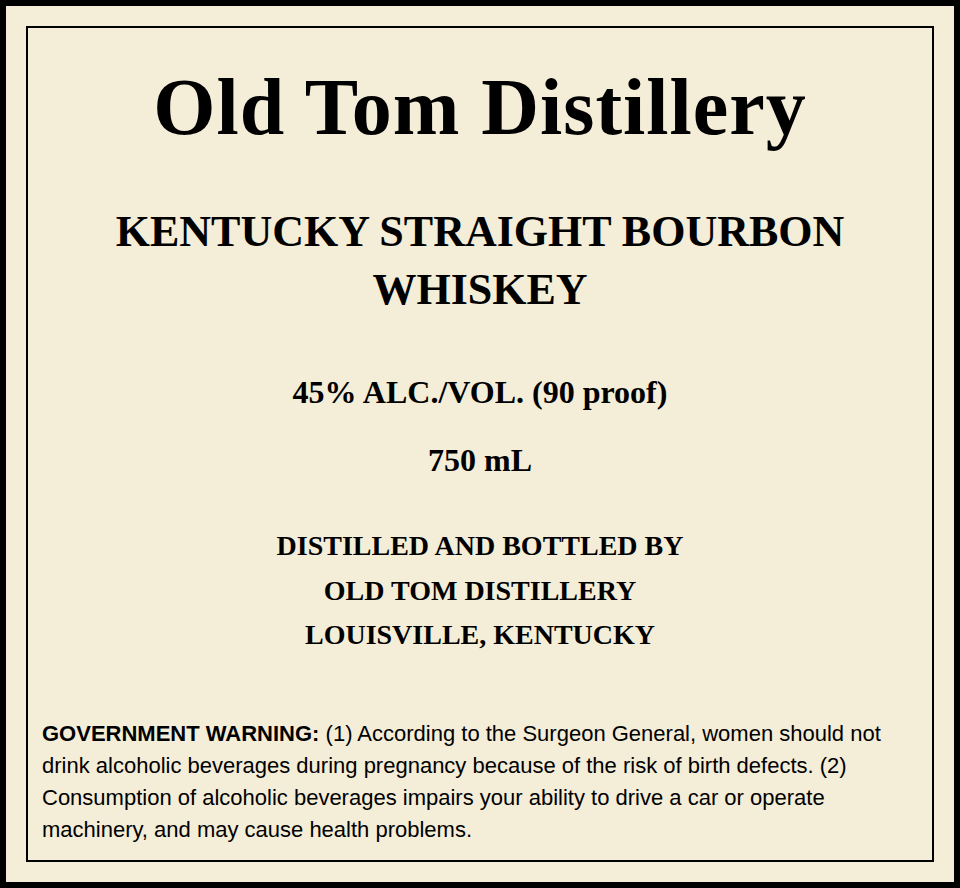 Old Tom Distillery
KENTUCKY STRAIGHT BOURBON
WHISKEY
45% ALC./VOL. (90 proof)
750 mL
DISTILLED AND BOTTLED BY
OLD TOM DISTILLERY
LOUISVILLE, KENTUCKY
GOVERNMENT WARNING: (1) According to the Surgeon General, women should not
drink alcoholic beverages during pregnancy because of the risk of birth defects. (2)
Consumption of alcoholic beverages impairs your ability to drive a car or operate
machinery, and may cause health problems.